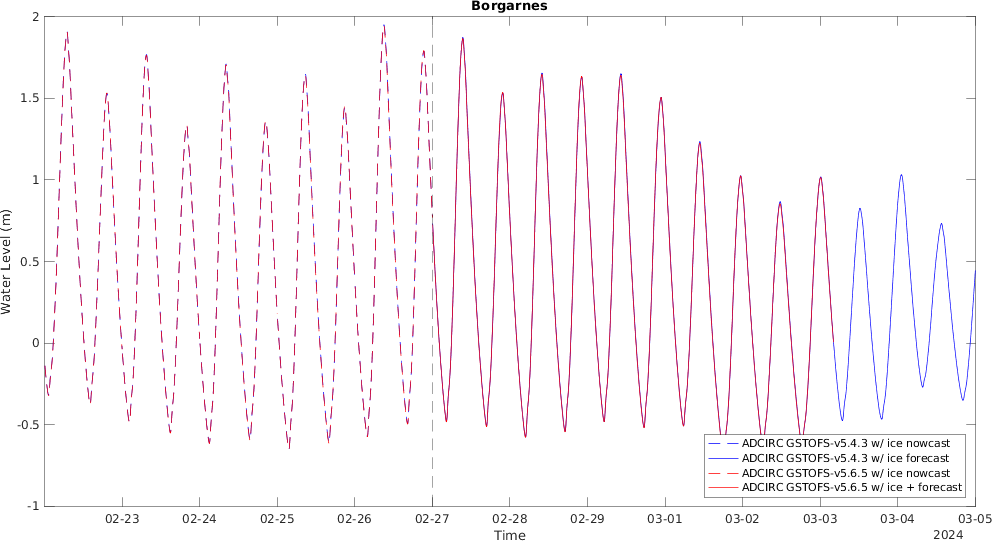 Borgarnes
2
1.5
1
0.5
0
-0.5
-1
Water Level (m)
02-23 02-24 02-25 02-26 02-27 02-28 02-29 03-01 03-02 03-03 03-04 03-05
Time
2024
ADCIRC GSTOFS-v5.4.3 w/ ice nowcast
ADCIRC GSTOFS-v5.4.3 w/ ice forecast
ADCIRC GSTOFS-v5.6.5 w/ ice nowcast
ADCIRC GSTOFS-v5.6.5 w/ ice + forecast